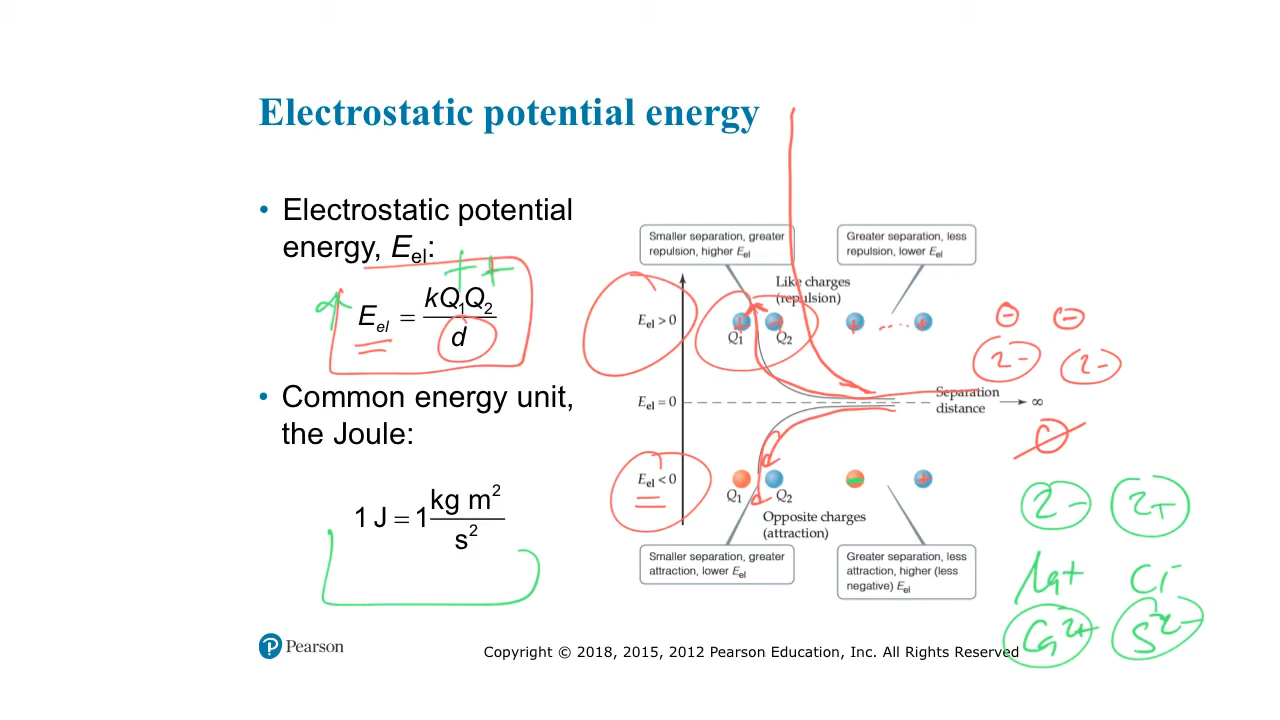 Electrostatic potential energy
• Electrostatic potential
energy, Eel:
+ +
Eel = kQ1Q2 / d
• Common energy unit,
the Joule:
1 J = 1 kg m2 / s2
Smaller separation, greater
repulsion, higher Eel
Greater separation, less
repulsion, lower Eel
Like charges
(repulsion)
Eel > 0
+ + +
Q1 Q2
− −
2− 2−
Eel = 0
Separation
distance
∞
Eel < 0
− +
Q1 Q2
2− 2+
Opposite charges
(attraction)
Smaller separation, greater
attraction, lower Eel
Greater separation, less
attraction, higher (less
negative) Eel
Na+ Cl−
Ca2+ S2−
P Pearson
Copyright © 2018, 2015, 2012 Pearson Education, Inc. All Rights Reserved